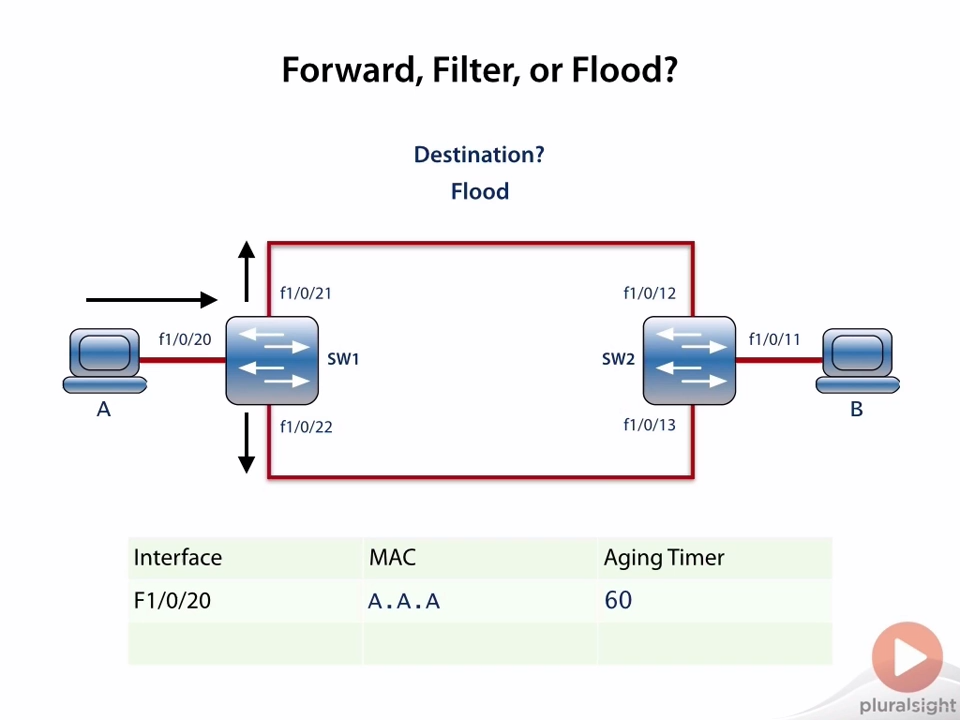 Forward, Filter, or Flood?
Destination?
Flood
f1/0/21
f1/0/12
f1/0/20
f1/0/11
SW1
SW2
A
B
f1/0/22
f1/0/13
Interface MAC Aging Timer
F1/0/20 A.A.A 60
pluralsight